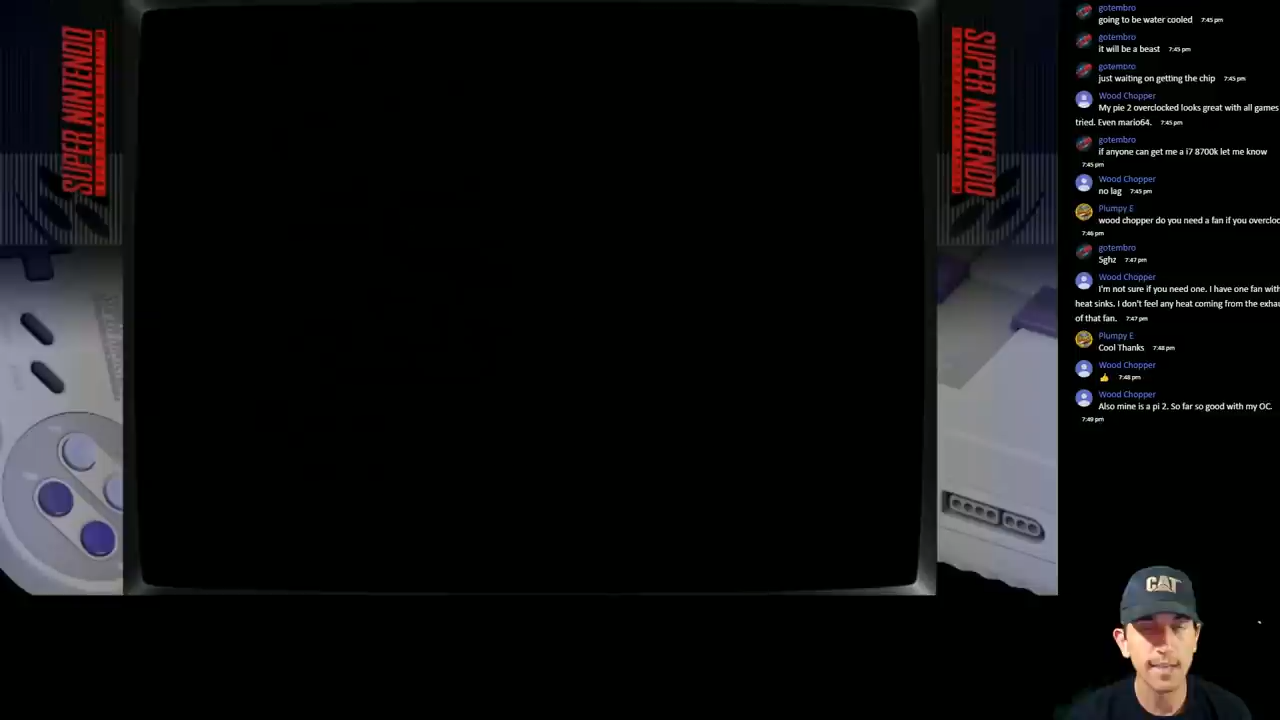 SUPER NINTENDO
SUPER NINTENDO
gotembro
going to be water cooled 7:45 pm
gotembro
it will be a beast 7:45 pm
gotembro
just waiting on getting the chip 7:45 pm
Wood Chopper
My pie 2 overclocked looks great with all games
tried. Even mario64. 7:45 pm
gotembro
if anyone can get me a i7 8700k let me know
7:45 pm
Wood Chopper
no lag 7:45 pm
Plumpy E
wood chopper do you need a fan if you overcloc
7:46 pm
gotembro
5ghz 7:47 pm
Wood Chopper
I'm not sure if you need one. I have one fan with
heat sinks. I don't feel any heat coming from the exhau
of that fan. 7:47 pm
Plumpy E
Cool Thanks 7:48 pm
Wood Chopper
👍 7:48 pm
Wood Chopper
Also mine is a pi 2. So far so good with my OC.
7:49 pm
CAT